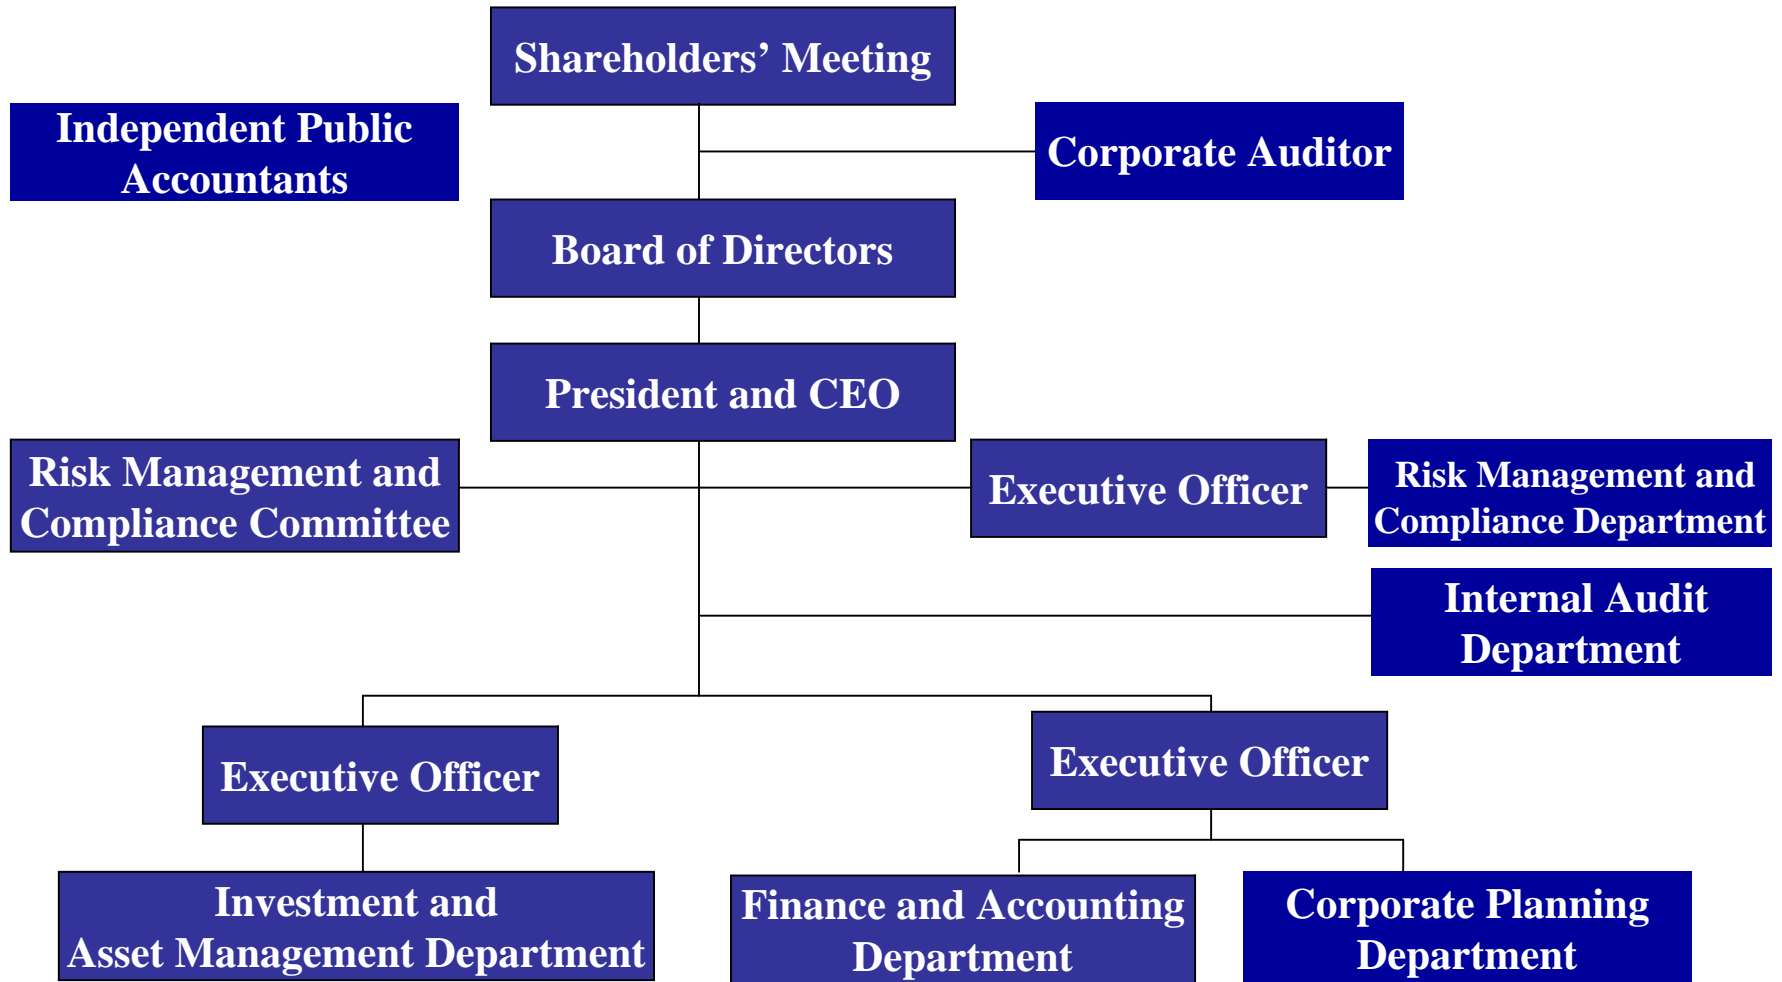 Shareholders’ Meeting
Independent Public
Accountants
Corporate Auditor
Board of Directors
President and CEO
Risk Management and
Compliance Committee
Executive Officer
Risk Management and
Compliance Department
Internal Audit
Department
Executive Officer
Executive Officer
Investment and
Asset Management Department
Finance and Accounting
Department
Corporate Planning
Department